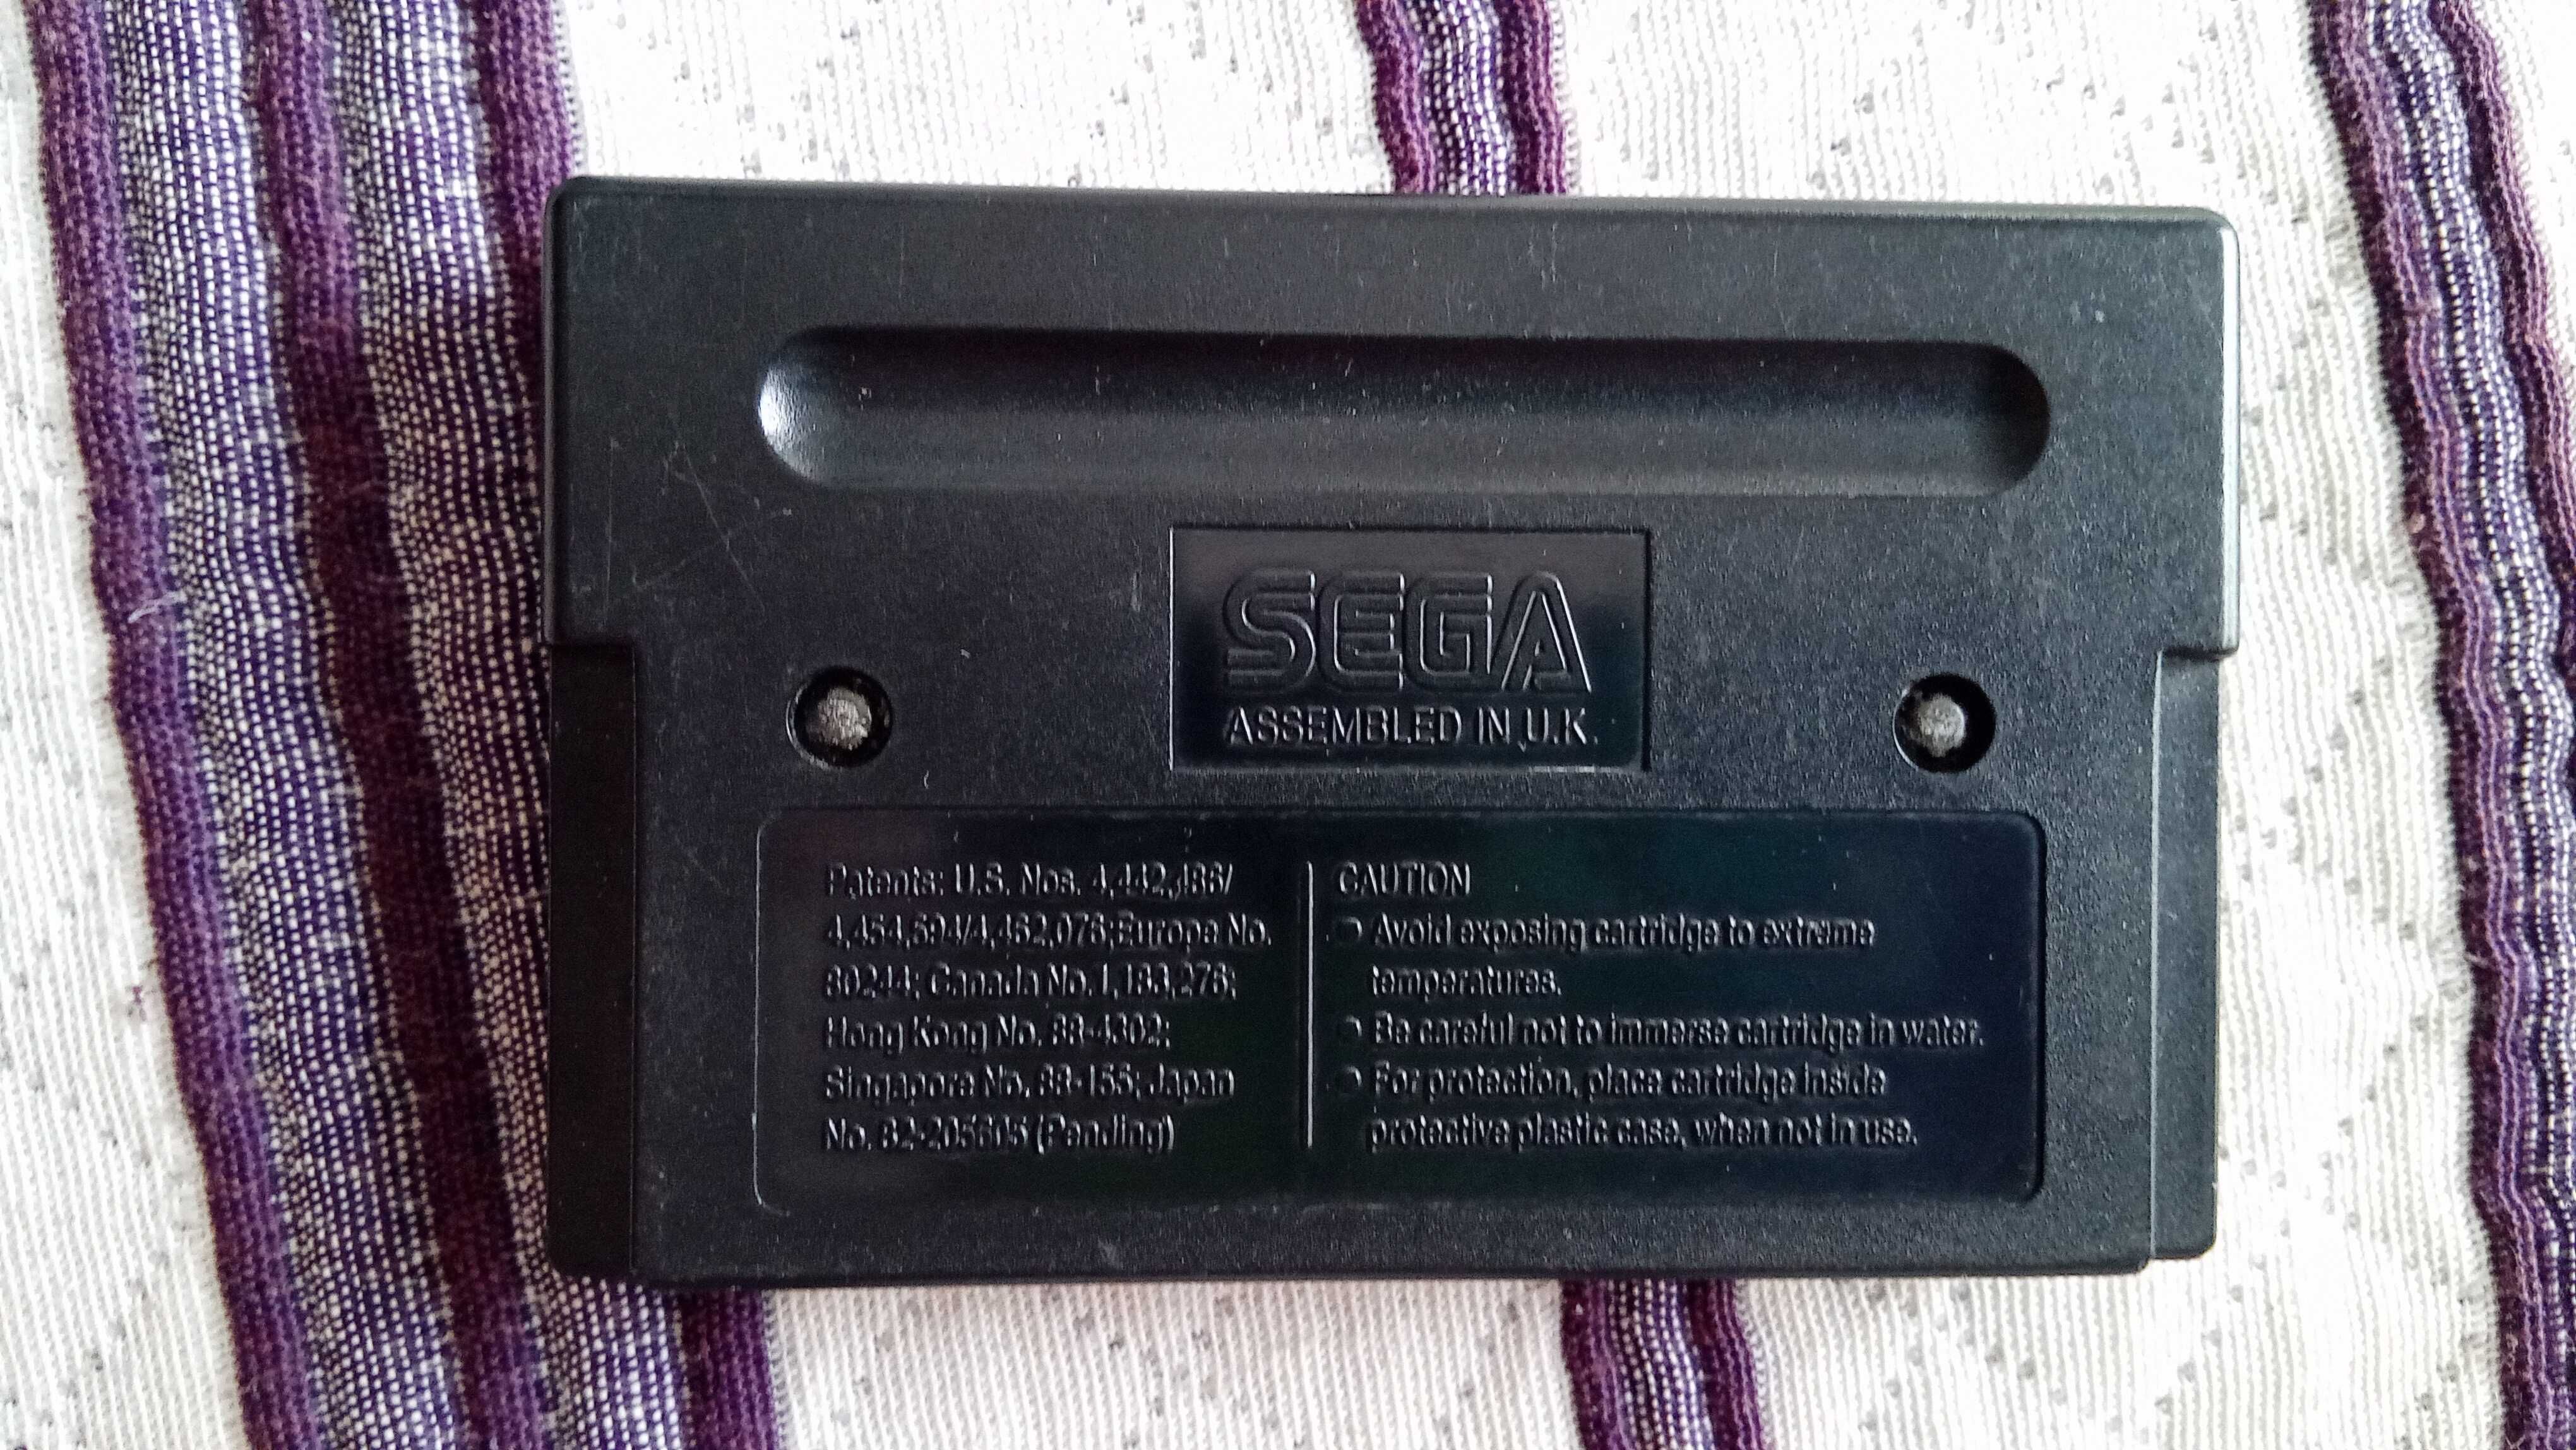 SEGA
ASSEMBLED IN U.K.
Patents: U.S. Nos. 4,442,486/
4,454,594/4,462,076;Europe No.
80244; Canada No.1,183,276;
Hong Kong No. 88-4302;
Singapore No. 88-155; Japan
No. 82-205605 (Pending)
CAUTION
● Avoid exposing cartridge to extreme
temperatures.
● Be careful not to immerse cartridge in water.
● For protection, place cartridge inside
protective plastic case, when not in use.